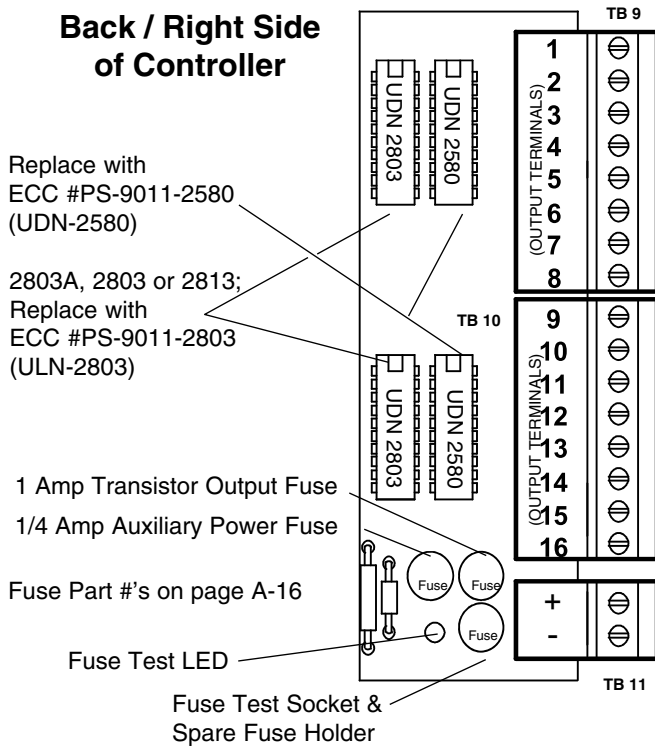 Back / Right Side
of Controller
TB 9
UDN 2803
UDN 2580
(OUTPUT TERMINALS)
1
2
3
4
5
6
7
8
Replace with
ECC #PS-9011-2580
(UDN-2580)
2803A, 2803 or 2813;
Replace with
ECC #PS-9011-2803
(ULN-2803)
TB 10
UDN 2803
UDN 2580
(OUTPUT TERMINALS)
9
10
11
12
13
14
15
16
1 Amp Transistor Output Fuse
1/4 Amp Auxiliary Power Fuse
Fuse Part #'s on page A-16
Fuse
Fuse
Fuse
+
-
Fuse Test LED
TB 11
Fuse Test Socket &
Spare Fuse Holder